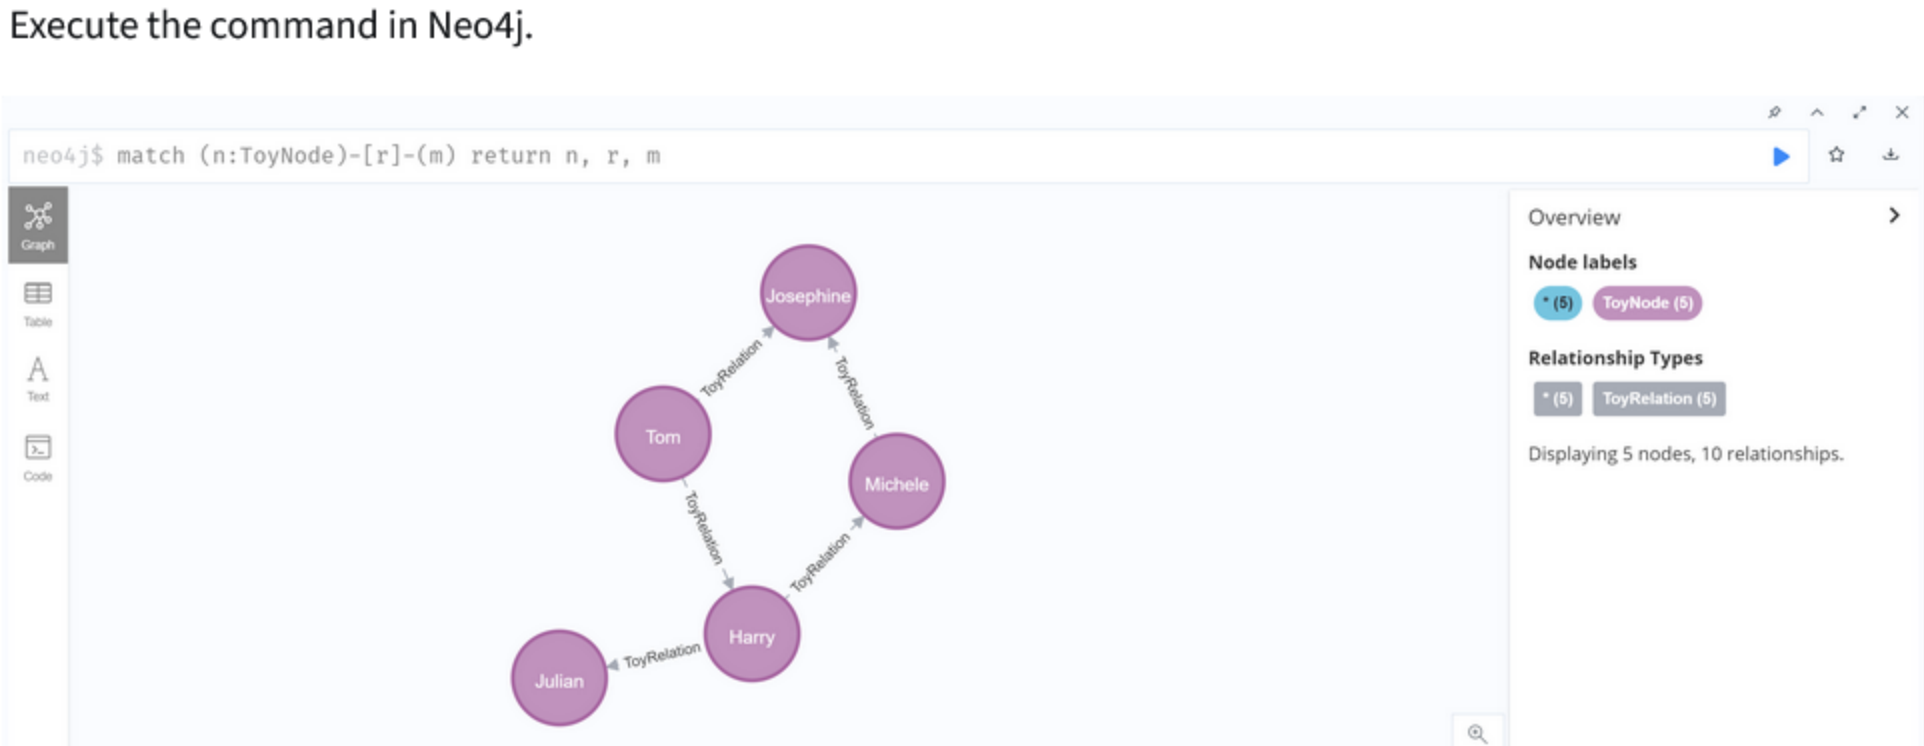 Execute the command in Neo4j.
neo4j$ match (n:ToyNode)-[r]-(m) return n, r, m
Graph
Table
Text
Code
Josephine
ToyRelation
ToyRelation
Tom
Michele
ToyRelation
ToyRelation
Harry
ToyRelation
Julian
Overview
Node labels
* (5) ToyNode (5)
Relationship Types
* (5) ToyRelation (5)
Displaying 5 nodes, 10 relationships.